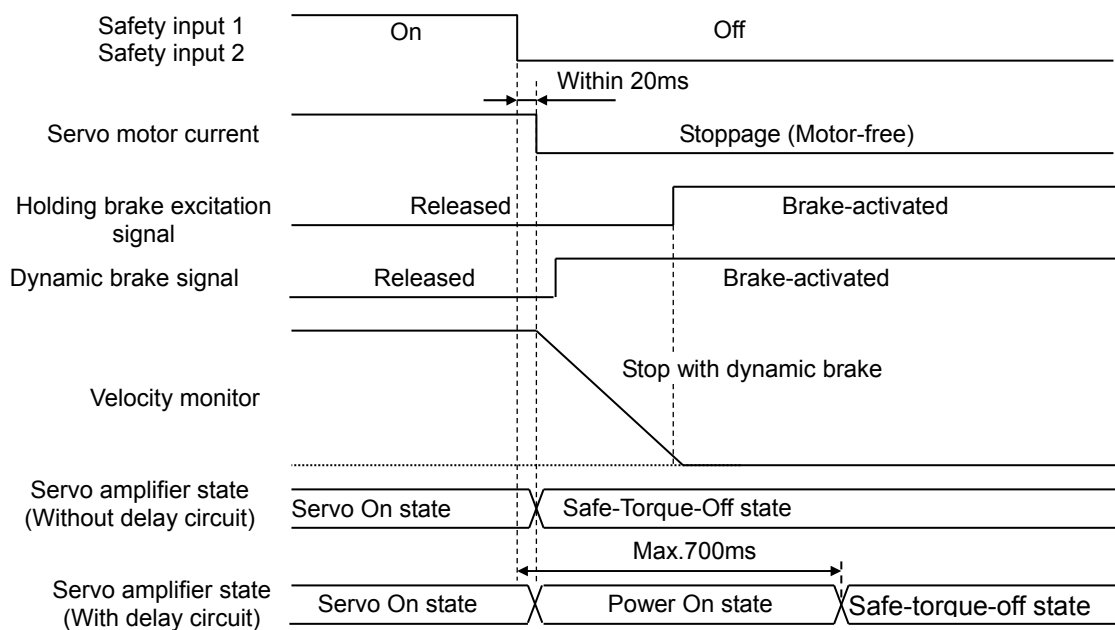 Safety input 1
Safety input 2
On
Off
Within 20ms
Servo motor current
Stoppage (Motor-free)
Holding brake excitation
signal
Released
Brake-activated
Dynamic brake signal
Released
Brake-activated
Velocity monitor
Stop with dynamic brake
Servo amplifier state
(Without delay circuit)
Servo On state
Safe-Torque-Off state
Max.700ms
Servo amplifier state
(With delay circuit)
Servo On state
Power On state
Safe-torque-off state